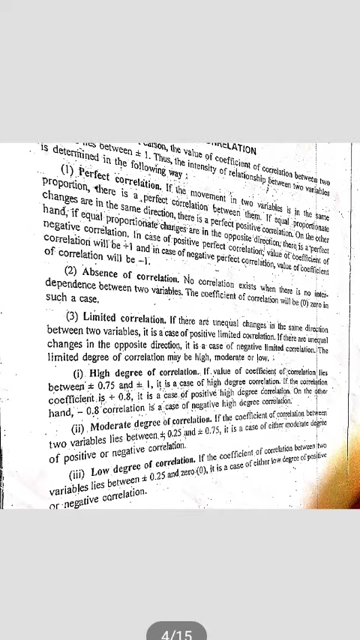 RELATION
lies between ± 1. Thus, the value of coefficient of correlation between two
is determined in the following way : the intensity of relationship between two variables
(1) Perfect correlation. If the movement in two variables is in the same
proportion, there is a perfect correlation between them. If equal proportionate
changes are in the same direction, there is a perfect positive correlation. On the other
hand, if equal proportionate changes are in the opposite direction, there is a perfect
negative correlation. In case of positive perfect correlation, value of coefficient of
correlation will be +1 and in case of negative perfect correlation, value of coefficient
of correlation will be –1.
(2) Absence of correlation. No correlation exists when there is no inter-
dependence between two variables. The coefficient of correlation will be (0) zero in
such a case.
(3) Limited correlation. If there are unequal changes in the same direction
between two variables, it is a case of positive limited correlation. If there are unequal
changes in the opposite direction, it is a case of negative limited correlation. The
limited degree of correlation may be high, moderate or low.
(i) High degree of correlation. If value of coefficient of correlation lies
between ± 0.75 and ± 1, it is a case of high degree correlation. If the correlation
coefficient is + 0.8, it is a case of positive high degree correlation. On the other
hand, – 0.8 correlation is a case of negative high degree correlation.
(ii) Moderate degree of correlation. If the coefficient of correlation between
two variables lies between ± 0.25 and ± 0.75, it is a case of either moderate degree
of positive or negative correlation.
(iii) Low degree of correlation. If the coefficient of correlation between two
variables lies between ± 0.25 and zero (0), it is a case of either low degree of positive
or negative correlation.
4/15